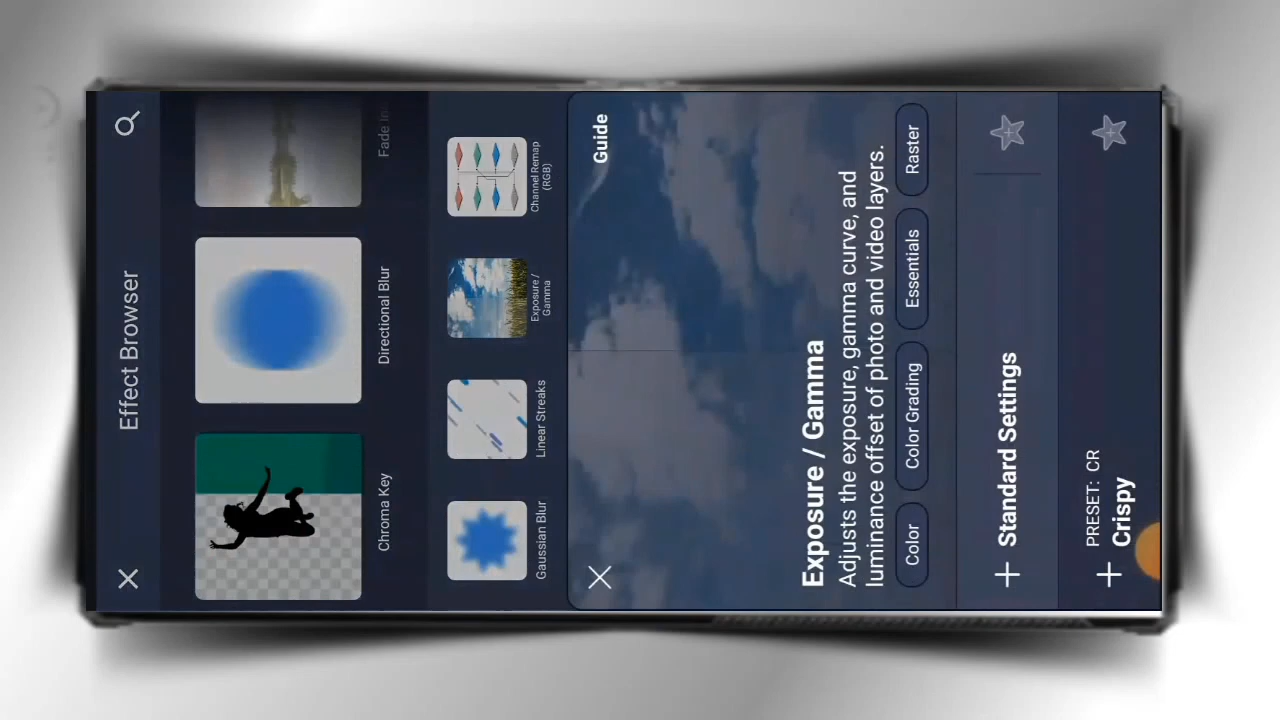 Effect Browser
Chroma Key
Directional Blur
Fade in
Gaussian Blur
Linear Streaks
Exposure /
Gamma
Channel Remap
(RGB)
Guide
Exposure / Gamma
Adjusts the exposure, gamma curve, and
luminance offset of photo and video layers.
Color
Color Grading
Essentials
Raster
Standard Settings
PRESET: CR
Crispy